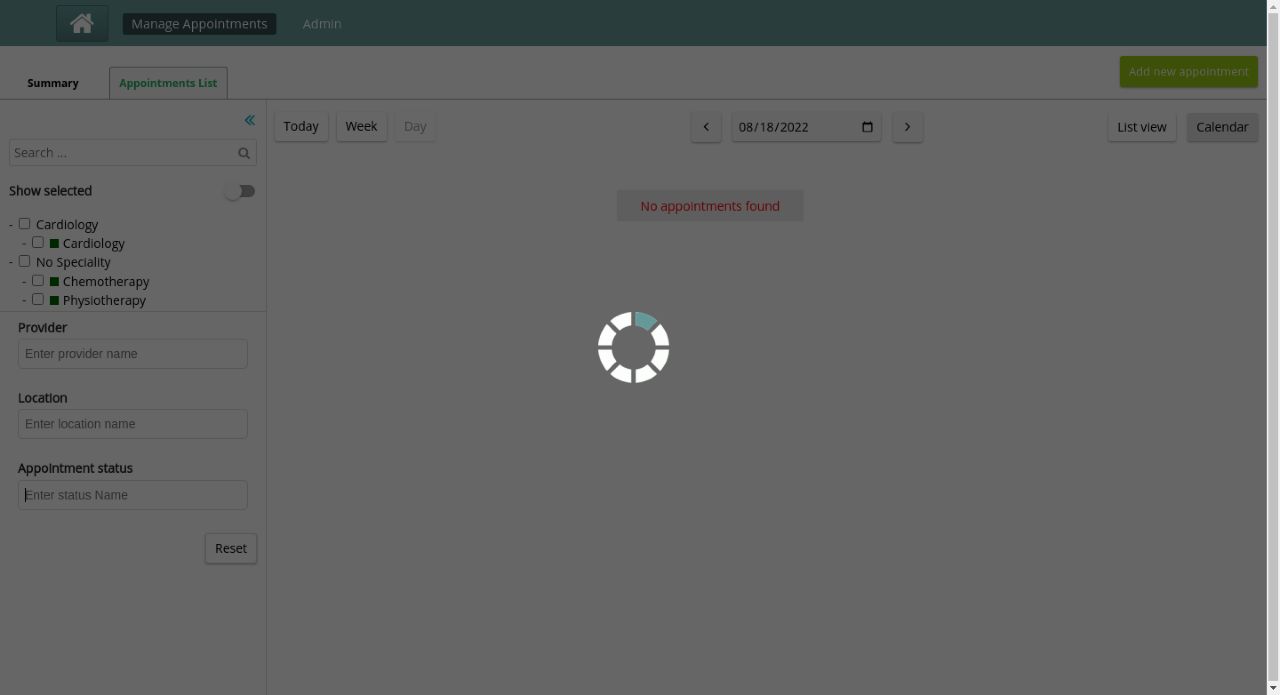 Manage Appointments
Admin
Summary
Appointments List
Add new appointment
Today
Week
Day
08/18/2022
List view
Calendar
Search ...
Show selected
No appointments found
- Cardiology
- Cardiology
- No Speciality
- Chemotherapy
- Physiotherapy
Provider
Enter provider name
Location
Enter location name
Appointment status
Enter status Name
Reset